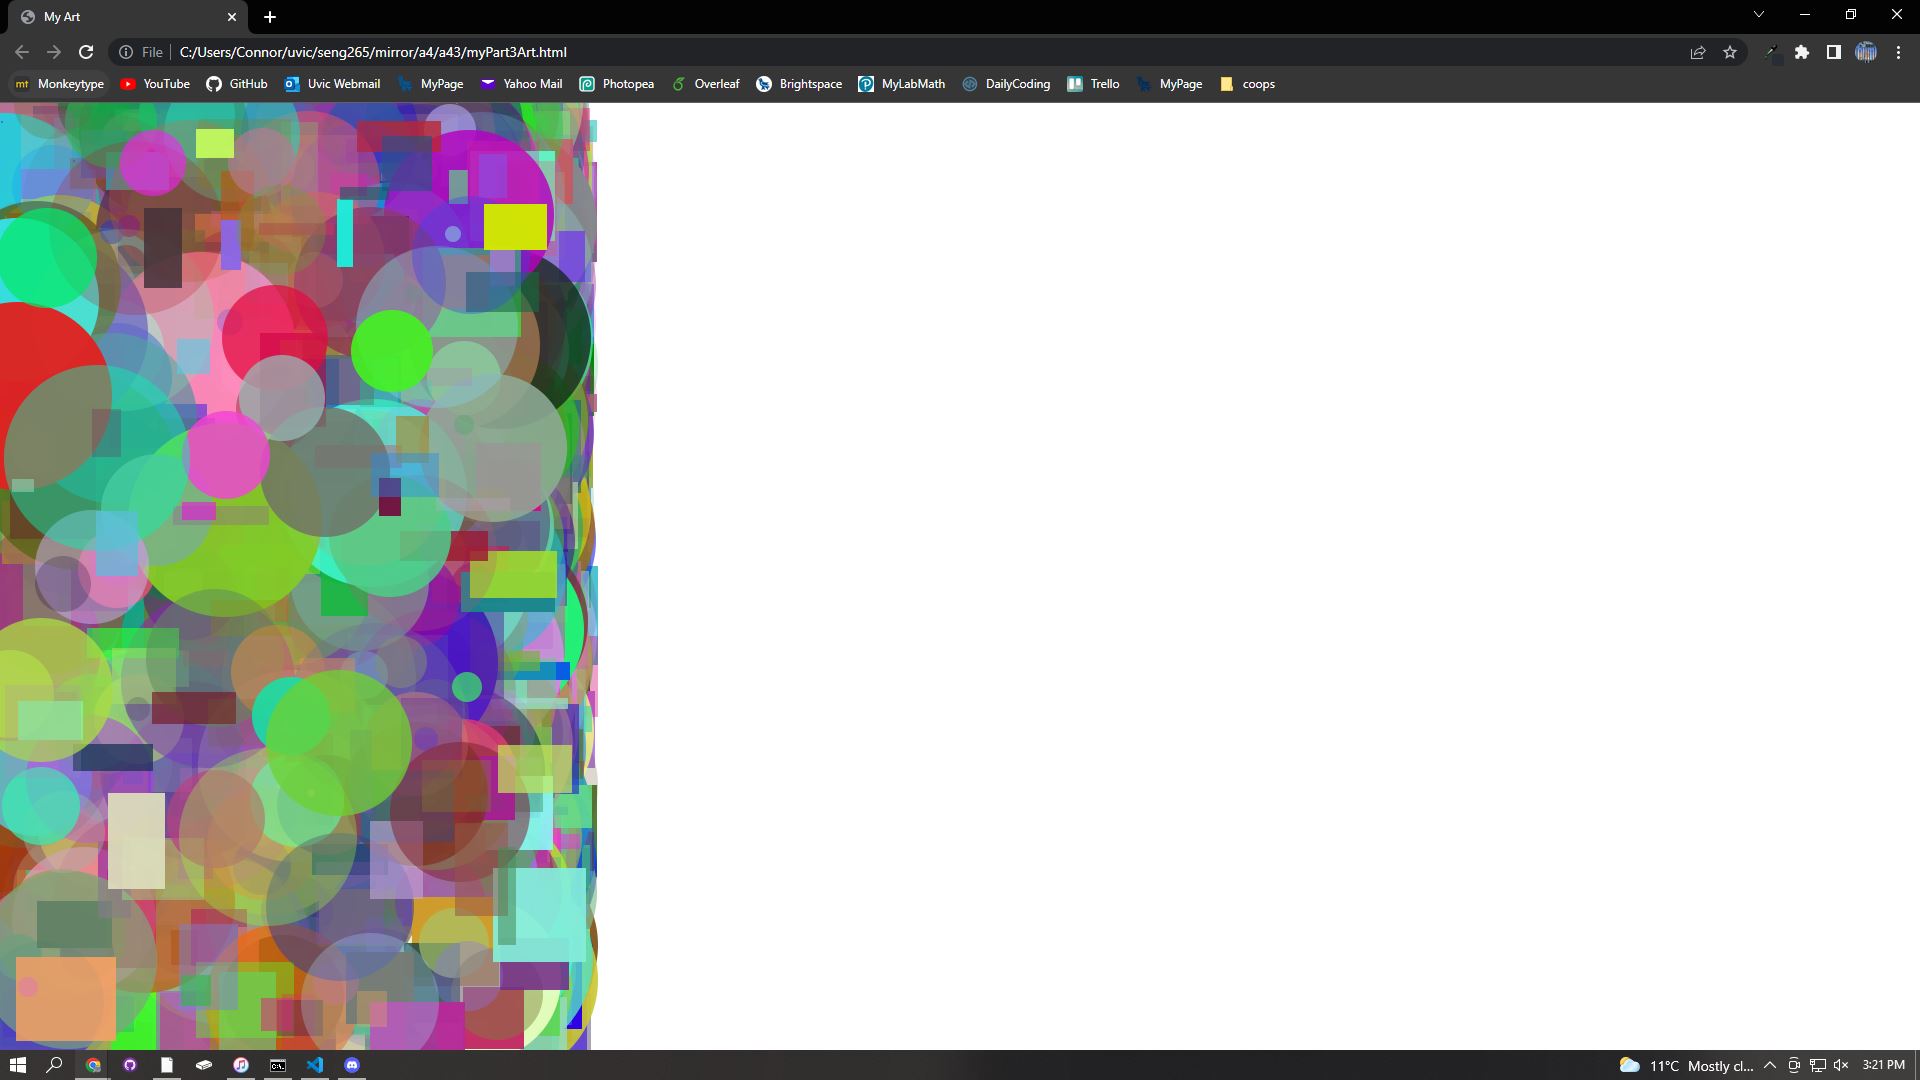 My Art
File C:/Users/Connor/uvic/seng265/mirror/a4/a43/myPart3Art.html
mt Monkeytype YouTube GitHub Uvic Webmail MyPage Yahoo Mail Photopea Overleaf Brightspace MyLabMath DailyCoding Trello MyPage coops
11°C Mostly cl... 3:21 PM